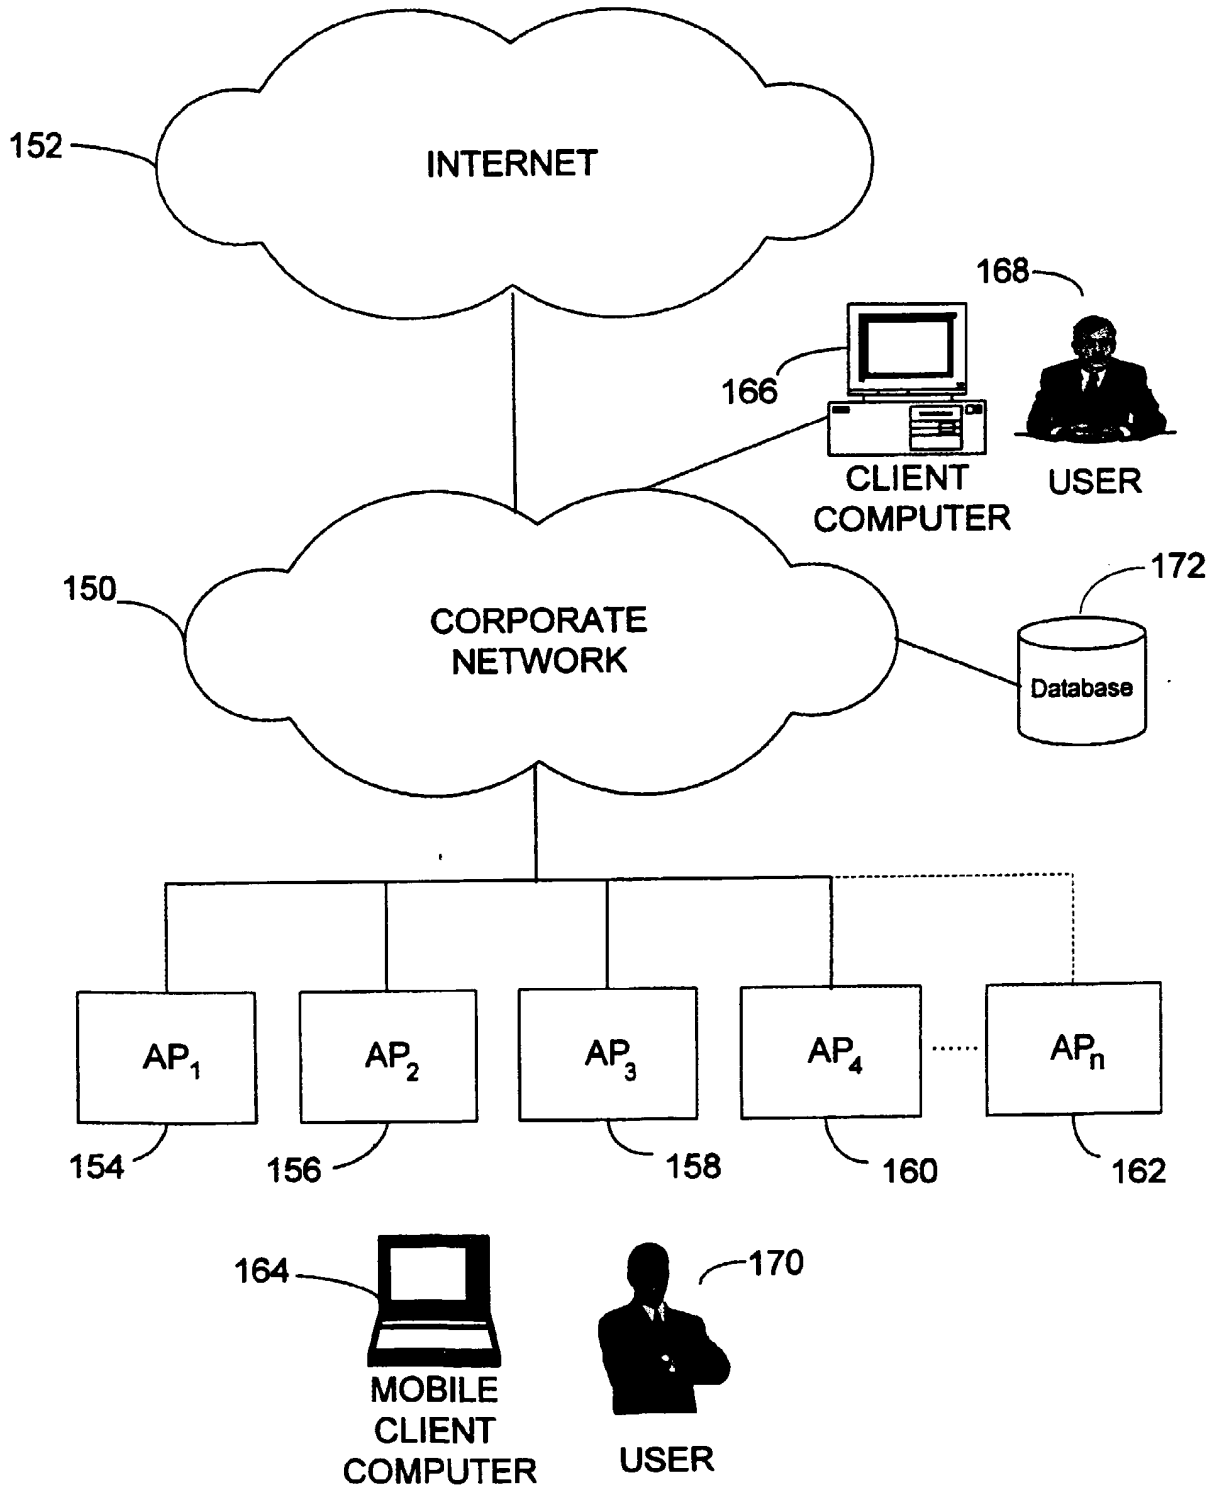 152
INTERNET
168
166
CLIENT
COMPUTER
USER
172
150
CORPORATE
NETWORK
Database
AP1
AP2
AP3
AP4
......
APn
154
156
158
160
162
164
170
MOBILE
CLIENT
COMPUTER
USER